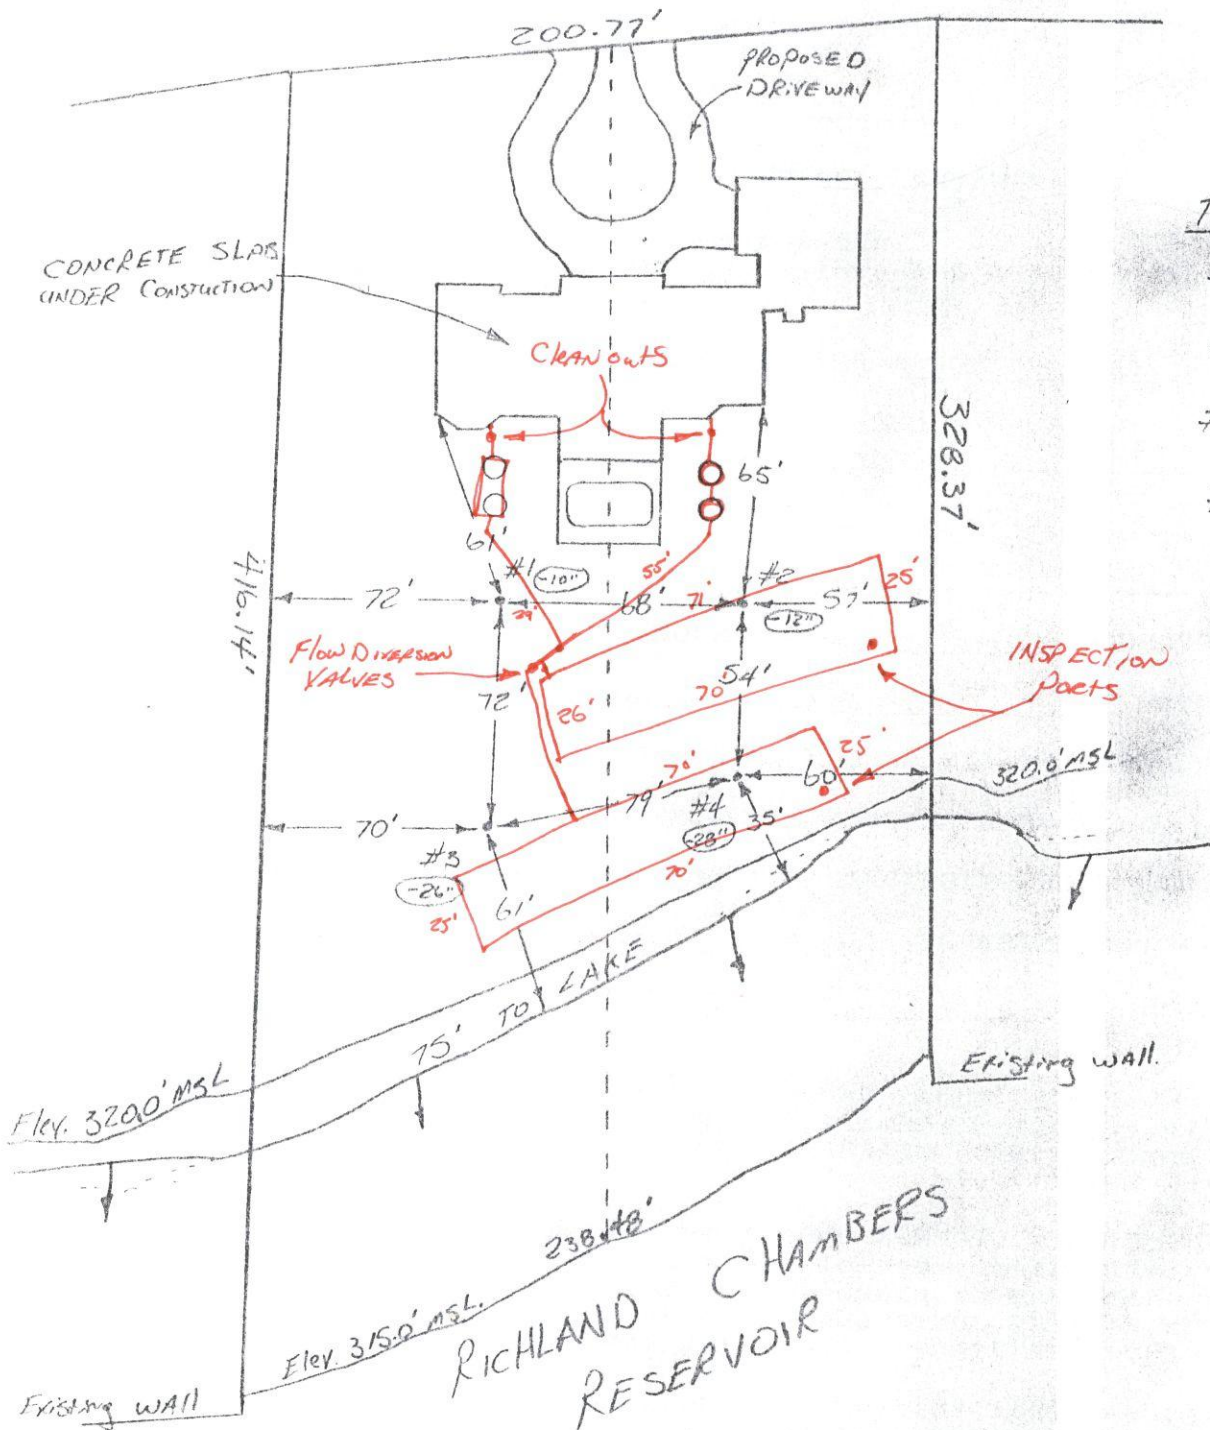 200.77'
PROPOSED
DRIVEWAY
CONCRETE SLAB
UNDER CONSTUCTION
CleAN outs
328.37'
416.14'
65'
61'
#1
-10"
55'
#2
25'
72'
68'
71'
-12"
57'
29'
Flow Diversion
VALVES
INSPECTION
Ports
72'
54'
26'
70'
70'
25'
60'
320.0' MSL
70'
79'
#4
-28"
35'
#3
-26"
70'
25'
61'
75' TO LAKE
Elev. 320.0' MSL
Existing WALL.
238.48'
Elev. 315.0' MSL.
RICHLAND CHAMBERS
RESERVOIR
Existing WALL